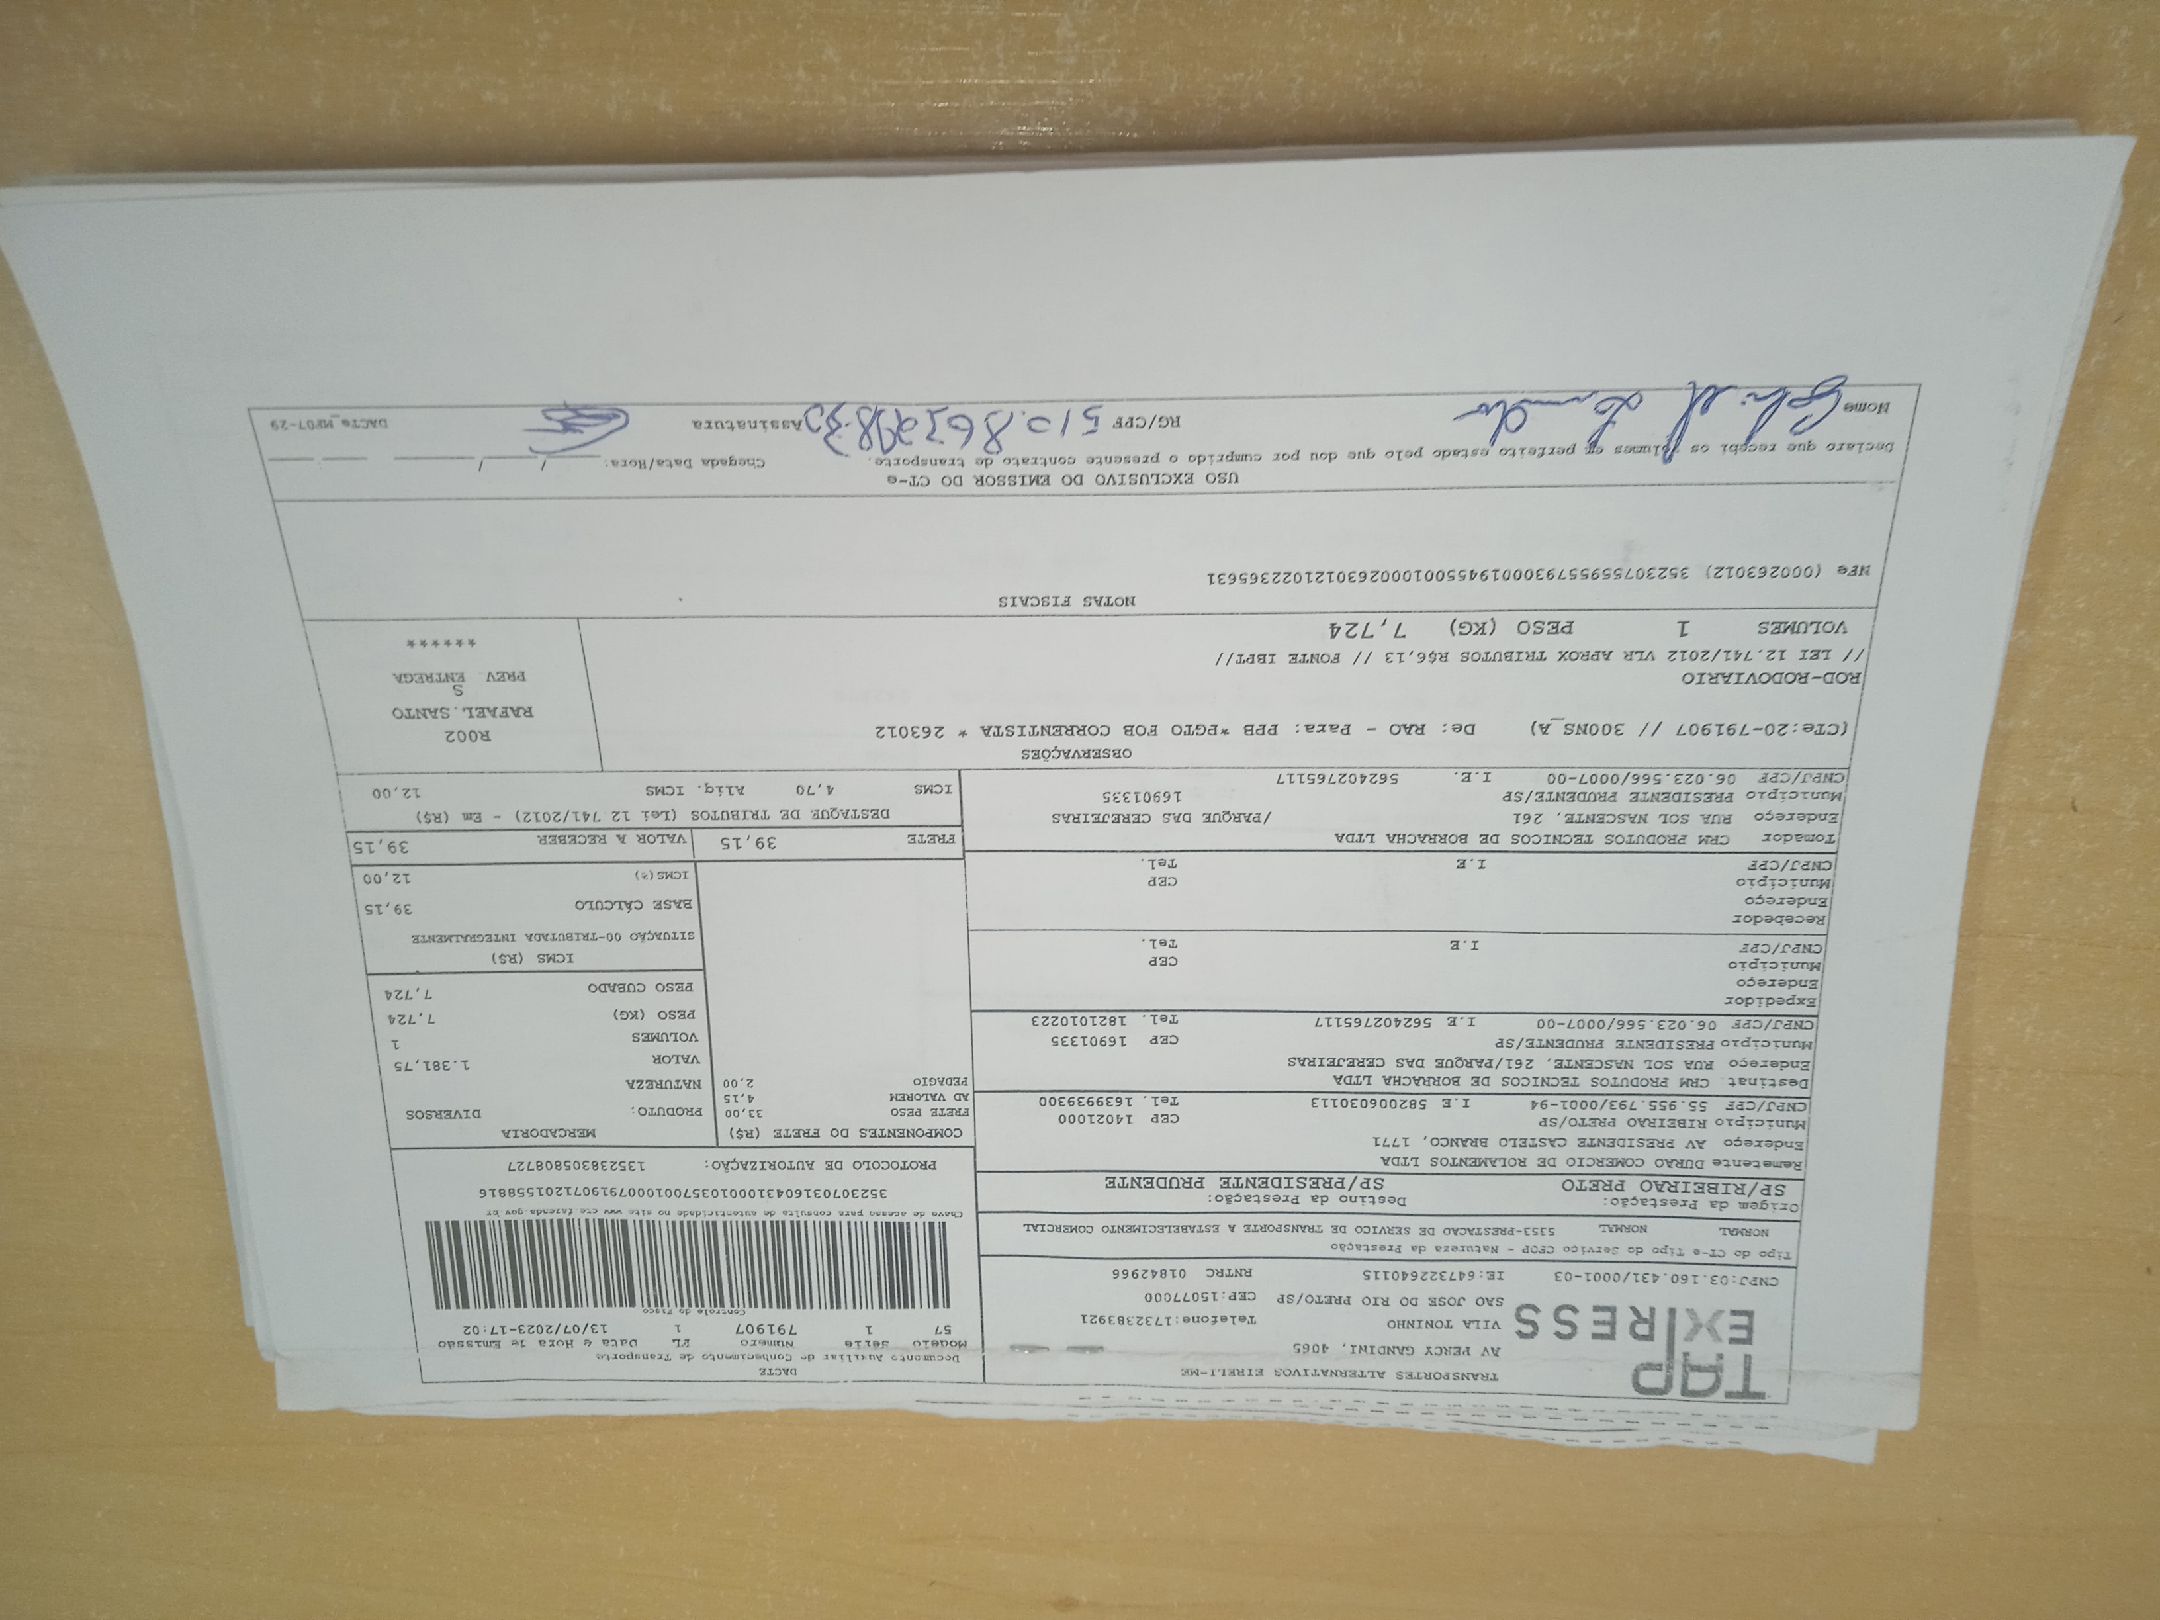 TAP
EXPRESS
TRANSPORTES ALTERNATIVOS EIRELI-ME
AV PERCY GANDINI, 4065
VILA TONINHO Telefone:1732383921
SAO JOSE DO RIO PRETO/SP CEP:15077000
CNPJ:03.160.431/0001-03 IE:647322640115 RNTRC 01842966
DACTE
Documento Auxiliar de Conhecimento de Transporte
Modelo Série Número FL Data e Hora de Emissão
57 1 791907 1 13/07/2023-17:02
Controle do Fisco
Chave de acesso para consulta de autenticidade no site www.cte.fazenda.gov.br
35230703160431000103570010007919071201558816
PROTOCOLO DE AUTORIZAÇÃO: 135238305808727
Tipo do CT-e Tipo do Serviço CFOP - Natureza da Prestação
NORMAL NORMAL 5353-PRESTACAO DE SERVICO DE TRANSPORTE A ESTABELECIMENTO COMERCIAL
Origem da Prestação: Destino da Prestação:
SP/RIBEIRAO PRETO SP/PRESIDENTE PRUDENTE
Remetente DURAO COMERCIO DE ROLAMENTOS LTDA
Endereço AV PRESIDENTE CASTELO BRANCO, 1771
Município RIBEIRAO PRETO/SP CEP 14021000
CNPJ/CPF 55.955.793/0001-94 I.E 582006030113 Tel. 1639939300
Destinat. CRM PRODUTOS TECNICOS DE BORRACHA LTDA
Endereço RUA SOL NASCENTE, 261/PARQUE DAS CEREJEIRAS
Município PRESIDENTE PRUDENTE/SP CEP 16901335
CNPJ/CPF 06.023.566/0007-00 I.E 562402765117 Tel. 1821010223
Expedidor
Endereço
Município CEP
CNPJ/CPF I.E Tel.
Recebedor
Endereço
Município CEP
CNPJ/CPF I.E Tel.
Tomador CRM PRODUTOS TECNICOS DE BORRACHA LTDA
Endereço RUA SOL NASCENTE, 261 /PARQUE DAS CEREJEIRAS
Município PRESIDENTE PRUDENTE/SP 16901335
CNPJ/CPF 06.023.566/0007-00 I.E. 562402765117
COMPONENTES DO FRETE (R$)
FRETE PESO 33,00
AD VALOREM 4,15
PEDAGIO 2,00
MERCADORIA
PRODUTO: DIVERSOS
NATUREZA
VALOR 1.381,75
VOLUMES 1
PESO (KG) 7,724
PESO CUBADO 7,724
ICMS (R$)
SITUAÇÃO 00-TRIBUTADA INTEGRALMENTE
BASE CÁLCULO 39,15
ICMS(%) 12,00
FRETE 39,15 VALOR A RECEBER 39,15
DESTAQUE DE TRIBUTOS (Lei 12.741/2012) - Em (R$)
ICMS 4,70 Aliq. ICMS 12,00
OBSERVAÇÕES
(CTe:20-791907 // 300NS_A) De: RAO - Para: PPB *PGTO FOB CORRENTISTA * 263012
ROD-RODOVIARIO
// LEI 12.741/2012 VLR APROX TRIBUTOS R$6,13 // FONTE IBPT//
VOLUMES 1 PESO (KG) 7,724
R002
RAFAEL.SANTO
S
PREV. ENTREGA
******
NOTAS FISCAIS
NFe (000263012) 35230755955793000194550010002630121022365631
USO EXCLUSIVO DO EMISSOR DO CT-e
Declaro que recebi os volumes em perfeito estado pelo que dou por cumprido o presente contrato de transporte. Chegada Data/Hora: / /
Nome RG/CPF Assinatura DACTe_MF07-29